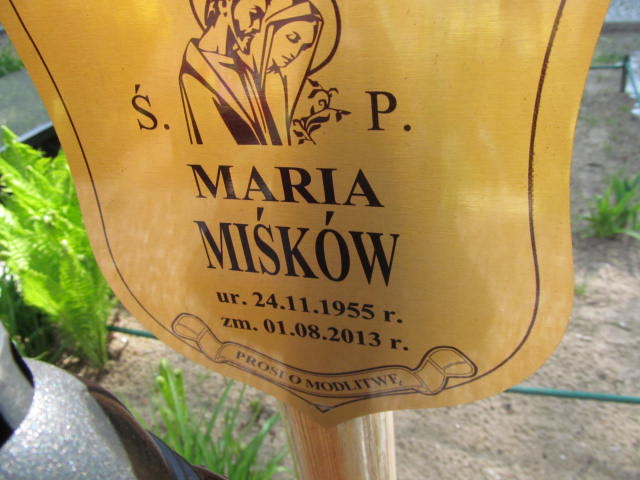 Ś. P.
MARIA
MIŚKÓW
ur. 24.11.1955 r.
zm. 01.08.2013 r.
PROSI O MODLITWĘ